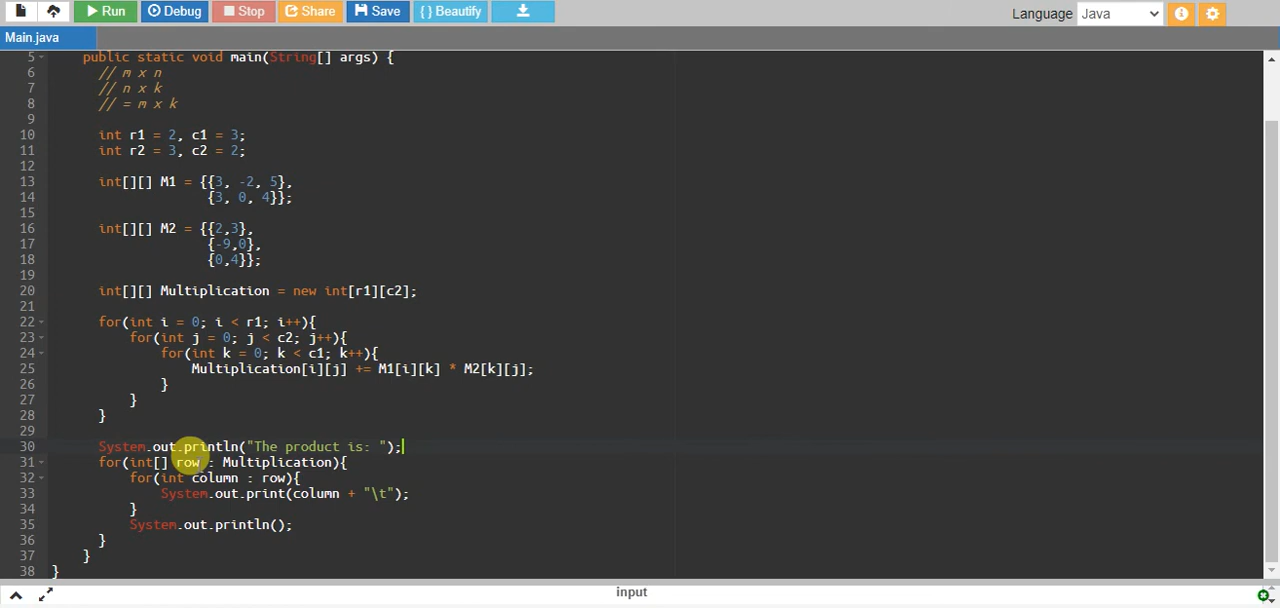 Run Debug Stop Share Save { } Beautify Language Java
Main.java
5 public static void main(String[] args) {
6 // m x n
7 // n x k
8 // = m x k
9
10 int r1 = 2, c1 = 3;
11 int r2 = 3, c2 = 2;
12
13 int[][] M1 = {{3, -2, 5},
14 {3, 0, 4}};
15
16 int[][] M2 = {{2,3},
17 {-9,0},
18 {0,4}};
19
20 int[][] Multiplication = new int[r1][c2];
21
22 for(int i = 0; i < r1; i++){
23 for(int j = 0; j < c2; j++){
24 for(int k = 0; k < c1; k++){
25 Multiplication[i][j] += M1[i][k] * M2[k][j];
26 }
27 }
28 }
29
30 System.out.println("The product is: ");
31 for(int[] row : Multiplication){
32 for(int column : row){
33 System.out.print(column + "\t");
34 }
35 System.out.println();
36 }
37 }
38 }
input